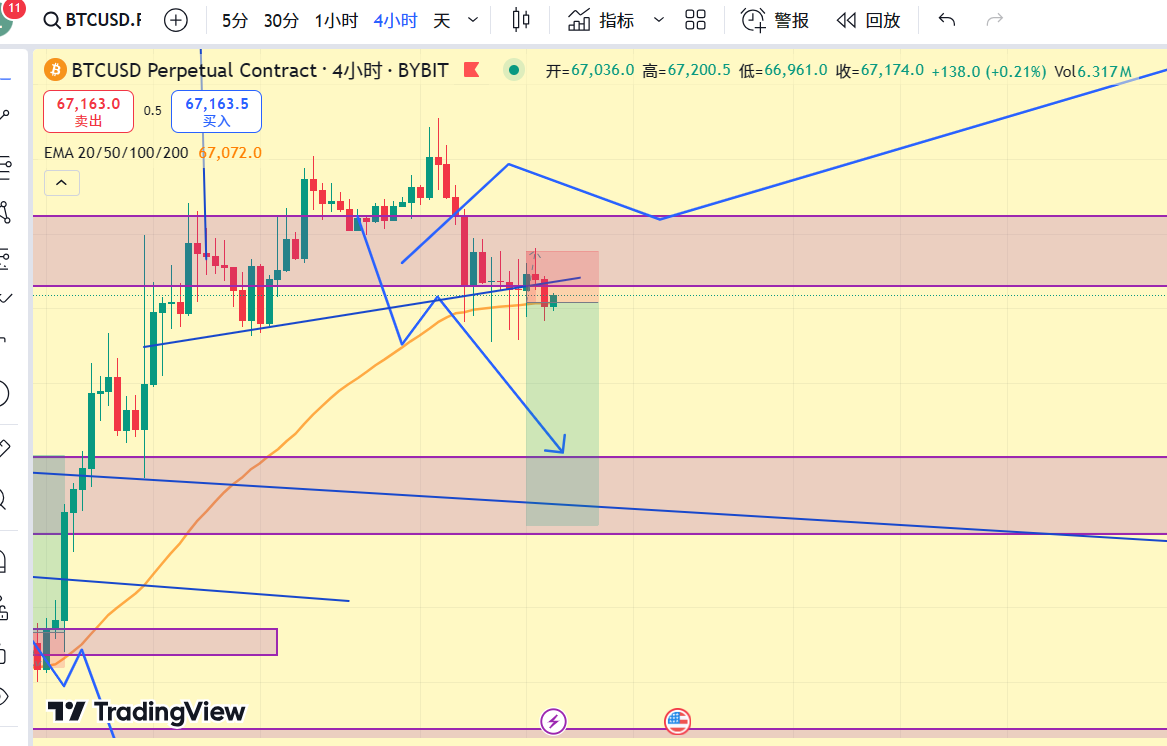 11
BTCUSD.F 5分 30分 1小时 4小时 天 指标 警报 回放
BTCUSD Perpetual Contract · 4小时 · BYBIT 开=67,036.0 高=67,200.5 低=66,961.0 收=67,174.0 +138.0 (+0.21%) Vol6.317M
67,163.0 0.5 67,163.5
卖出 买入
EMA 20/50/100/200 67,072.0
TradingView